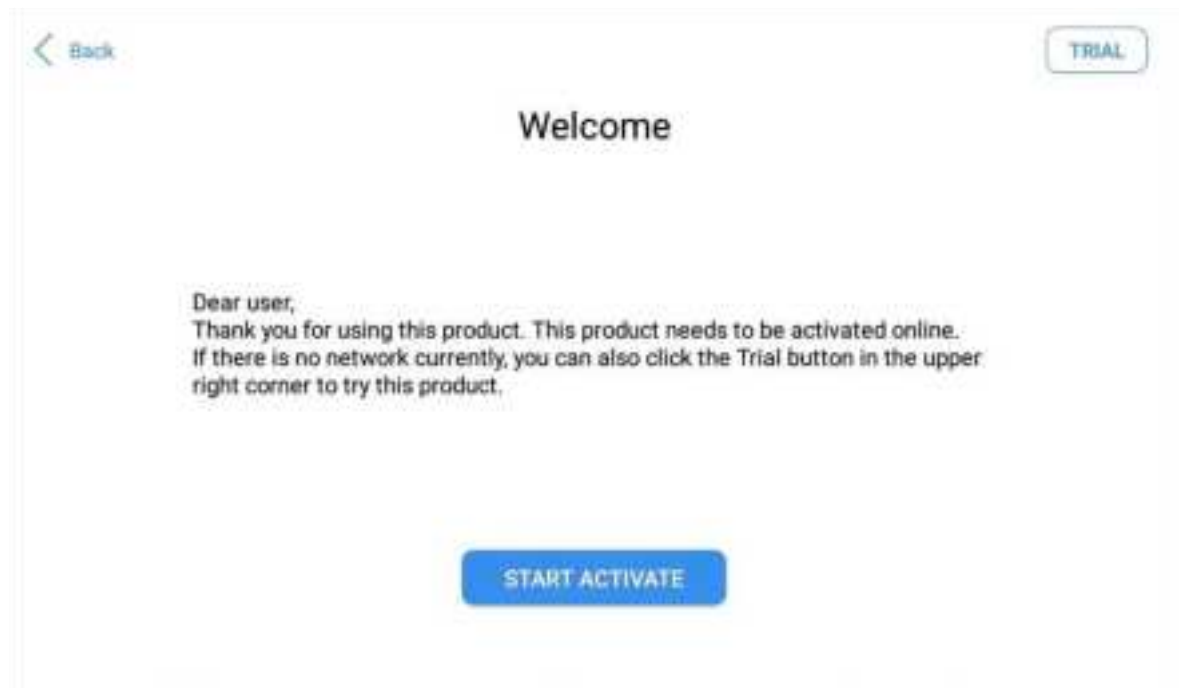 Back
TRIAL
Welcome
Dear user,
Thank you for using this product. This product needs to be activated online.
If there is no network currently, you can also click the Trial button in the upper
right corner to try this product.
START ACTIVATE